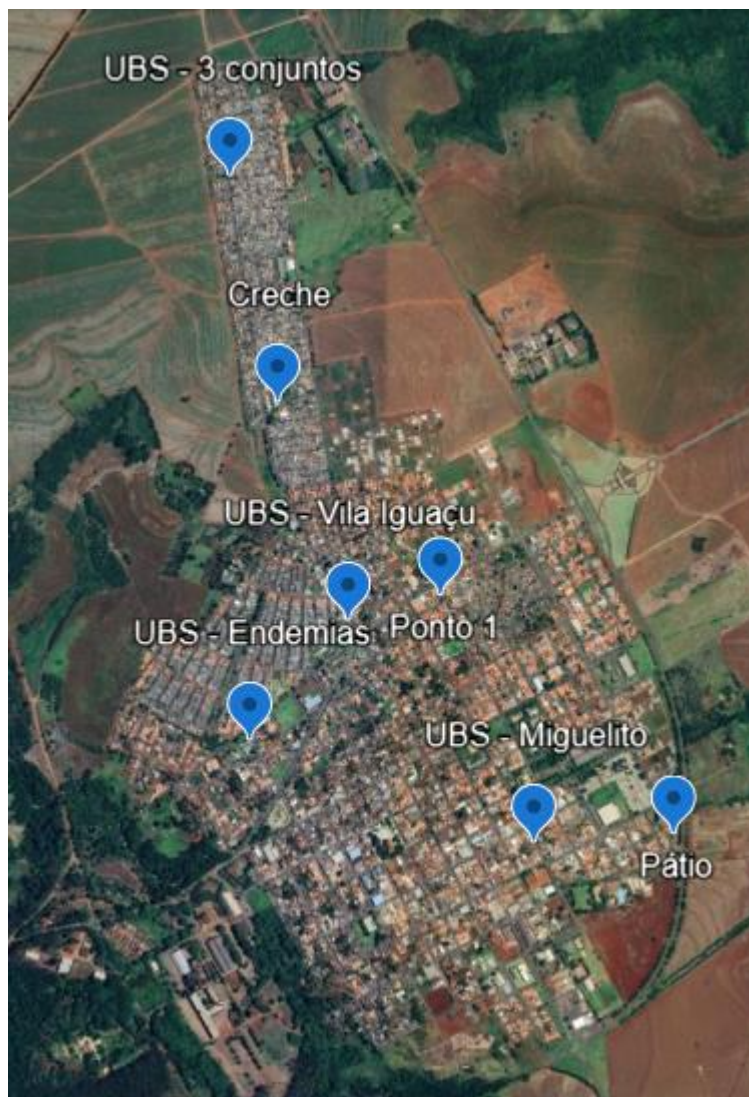 UBS - 3 conjuntos
Creche
UBS - Vila Iguaçu
UBS - Endemias
Ponto 1
UBS - Miguelito
Pátio